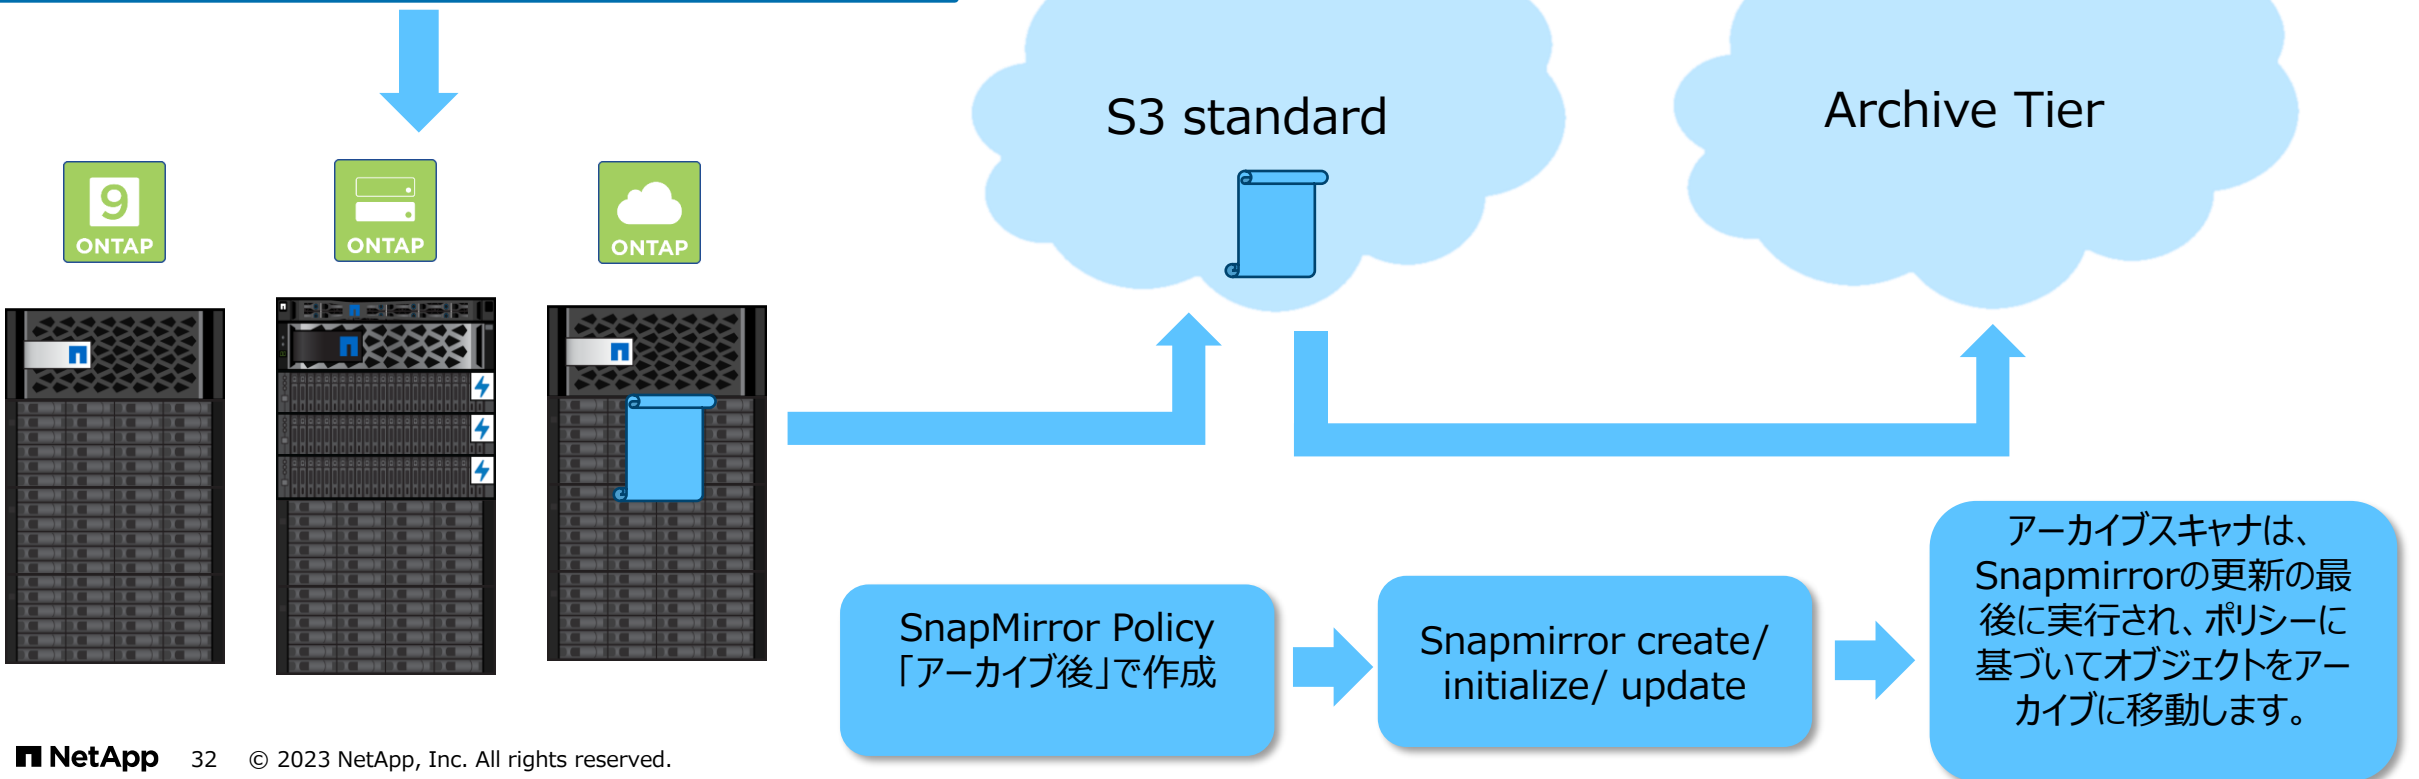 S3 standard
Archive Tier
9
ONTAP
ONTAP
ONTAP
SnapMirror Policy
「アーカイブ後」で作成
Snapmirror create/
initialize/ update
アーカイブスキャナは、
Snapmirrorの更新の最
後に実行され、ポリシーに
基づいてオブジェクトをアー
カイブに移動します。
NetApp 32 © 2023 NetApp, Inc. All rights reserved.